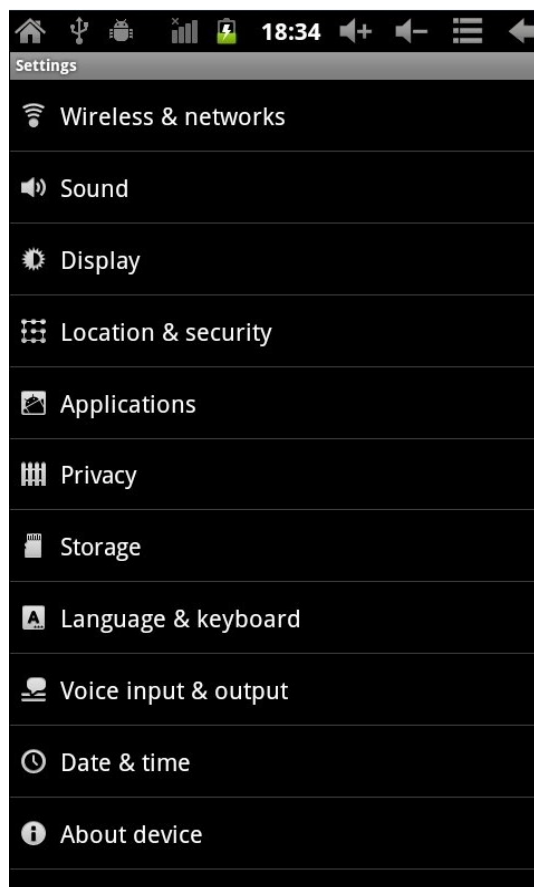 18:34
Settings
Wireless & networks
Sound
Display
Location & security
Applications
Privacy
Storage
Language & keyboard
Voice input & output
Date & time
About device